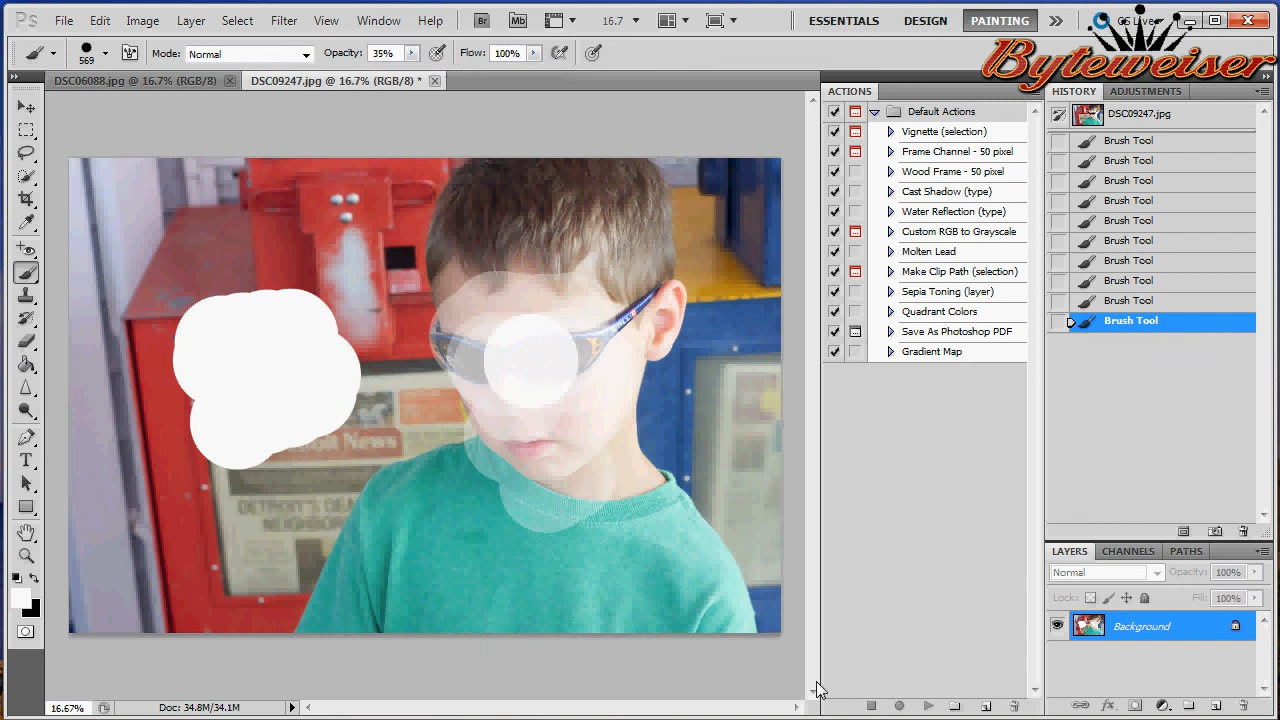 Ps File Edit Image Layer Select Filter View Window Help Br Mb 16.7 ESSENTIALS DESIGN PAINTING
Byteweiser
569 Mode: Normal Opacity: 35% Flow: 100%
DSC06088.jpg @ 16.7% (RGB/8) DSC09247.jpg @ 16.7% (RGB/8) *
ACTIONS
Default Actions
Vignette (selection)
Frame Channel - 50 pixel
Wood Frame - 50 pixel
Cast Shadow (type)
Water Reflection (type)
Custom RGB to Grayscale
Molten Lead
Make Clip Path (selection)
Sepia Toning (layer)
Quadrant Colors
Save As Photoshop PDF
Gradient Map
HISTORY ADJUSTMENTS
DSC09247.jpg
Brush Tool
Brush Tool
Brush Tool
Brush Tool
Brush Tool
Brush Tool
Brush Tool
Brush Tool
Brush Tool
Brush Tool
News
DETROIT'S
LAYERS CHANNELS PATHS
Normal Opacity: 100%
Lock: Fill: 100%
Background
16.67% Doc: 34.8M/34.1M